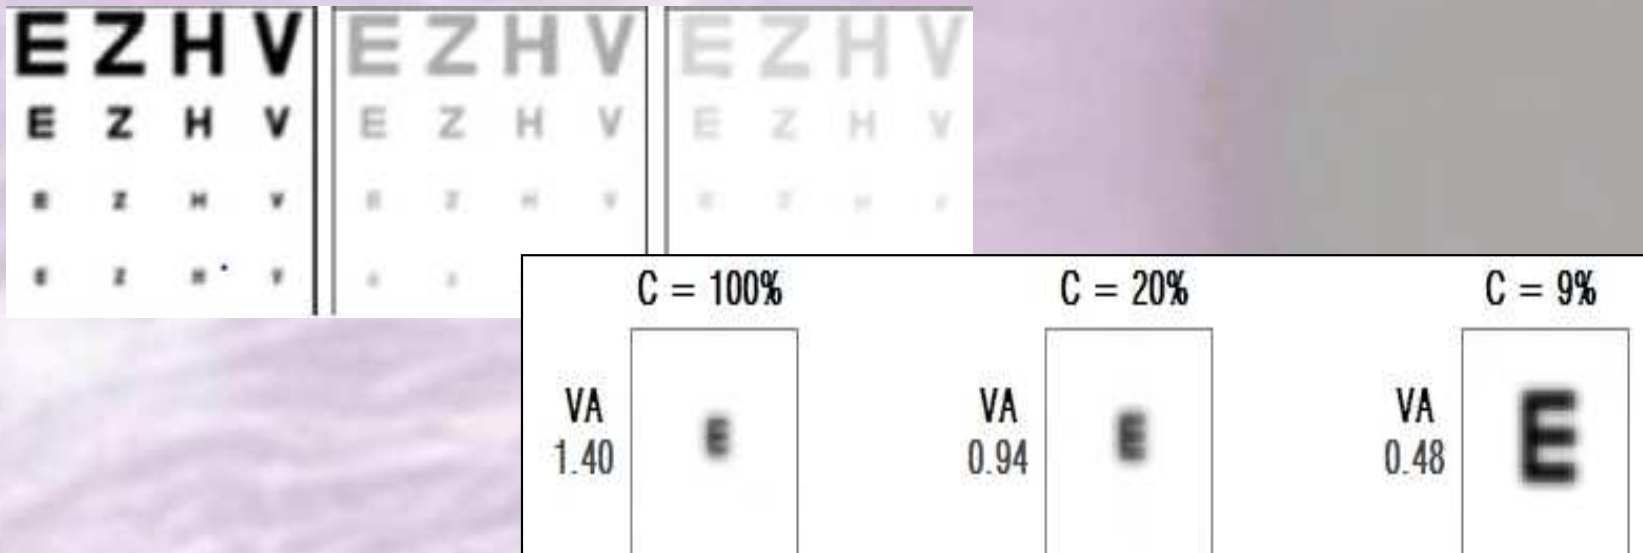 E Z H V E Z H V E Z H V
E Z H V E Z H V E Z H V
E Z H V E Z H V E Z H V
E Z H V E Z
C = 100% C = 20% C = 9%
VA VA VA
1.40 0.94 0.48
E E E